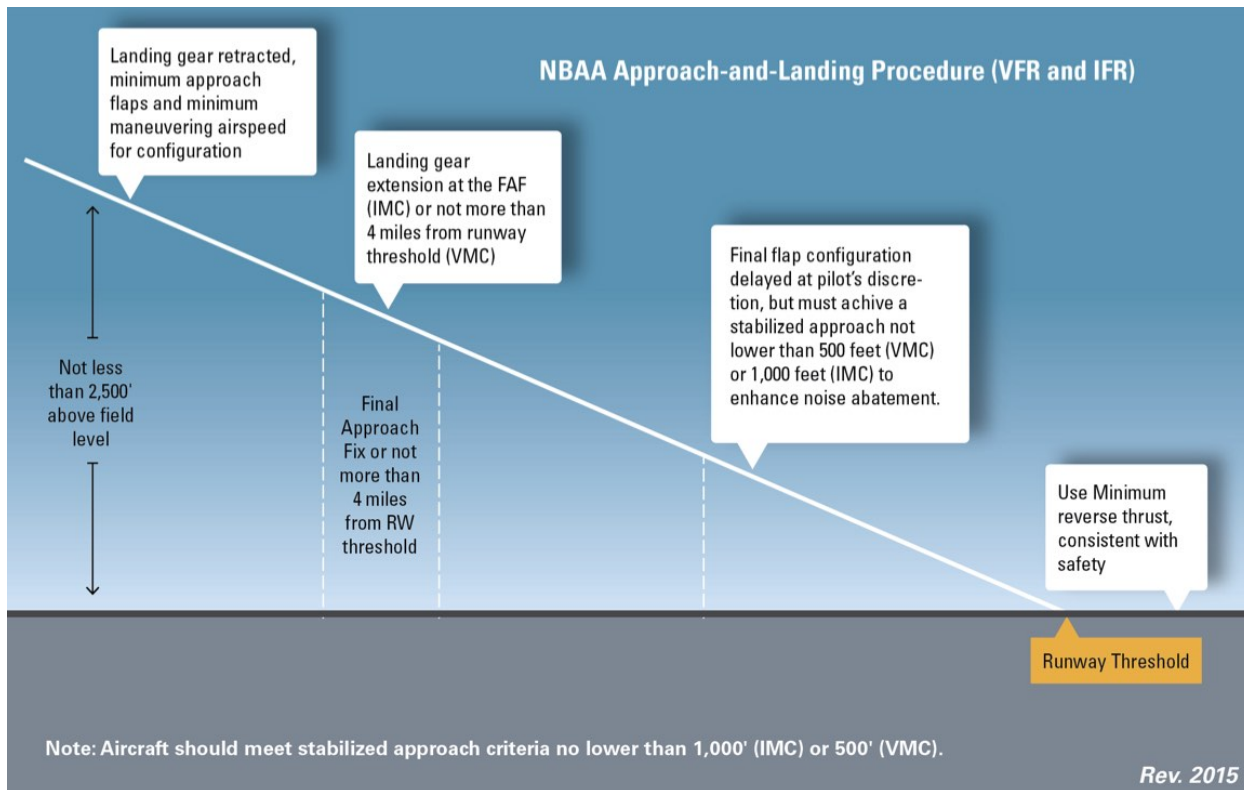 NBAA Approach-and-Landing Procedure (VFR and IFR)
Landing gear retracted,
minimum approach
flaps and minimum
maneuvering airspeed
for configuration
Landing gear
extension at the FAF
(IMC) or not more than
4 miles from runway
threshold (VMC)
Final flap configuration
delayed at pilot's discre-
tion, but must achive a
stabilized approach not
lower than 500 feet (VMC)
or 1,000 feet (IMC) to
enhance noise abatement.
Not less
than 2,500'
above field
level
Final
Approach
Fix or not
more than
4 miles
from RW
threshold
Use Minimum
reverse thrust,
consistent with
safety
Runway Threshold
Note: Aircraft should meet stabilized approach criteria no lower than 1,000' (IMC) or 500' (VMC).
Rev. 2015